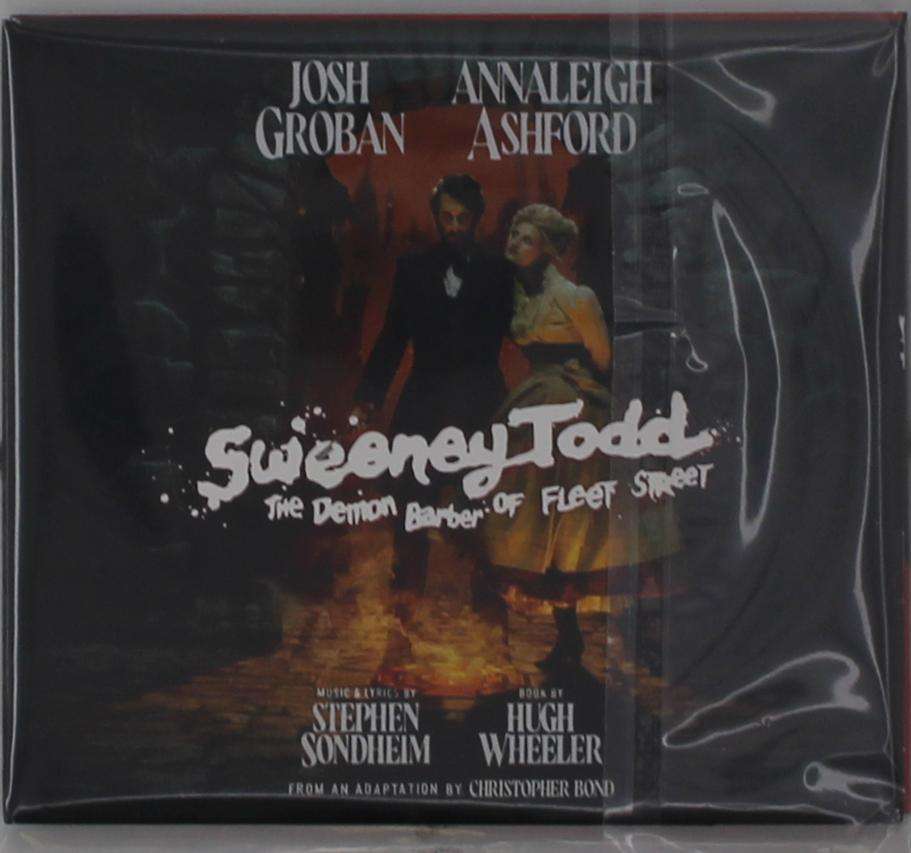 JOSH GROBAN
ANNALEIGH ASHFORD
Sweeney Todd
THE Demon Barber OF FLEET STREET
MUSIC & LYRICS BY
STEPHEN SONDHEIM
BOOK BY
HUGH WHEELER
FROM AN ADAPTATION BY CHRISTOPHER BOND